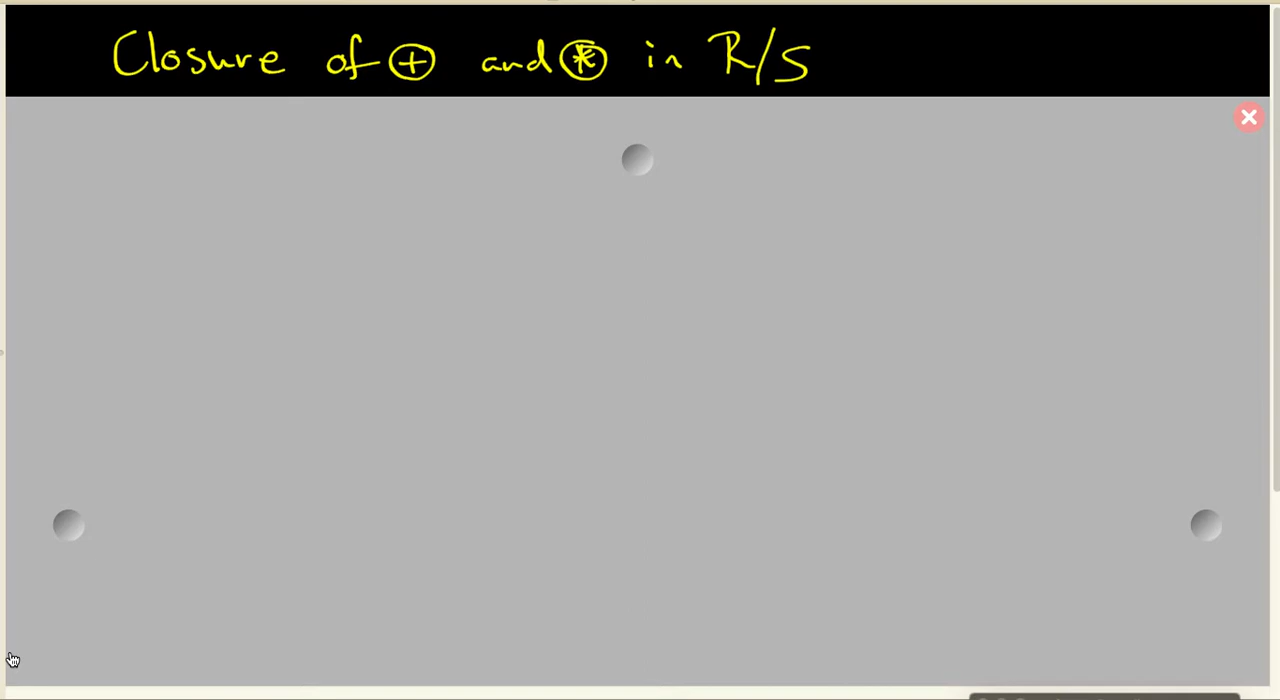 Closure of ⊕ and ⊛ in R/S